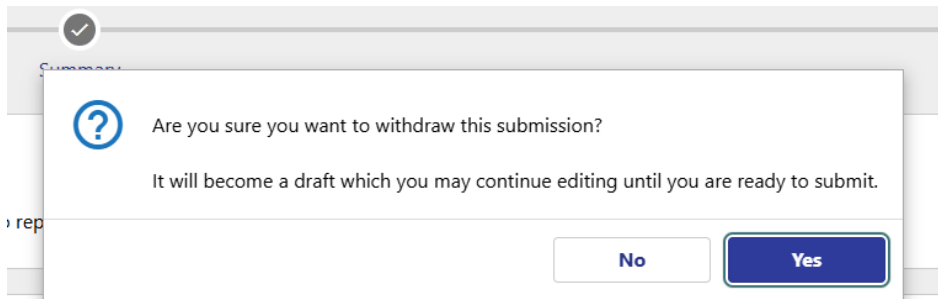 Summary
Are you sure you want to withdraw this submission?
It will become a draft which you may continue editing until you are ready to submit.
rep
No
Yes